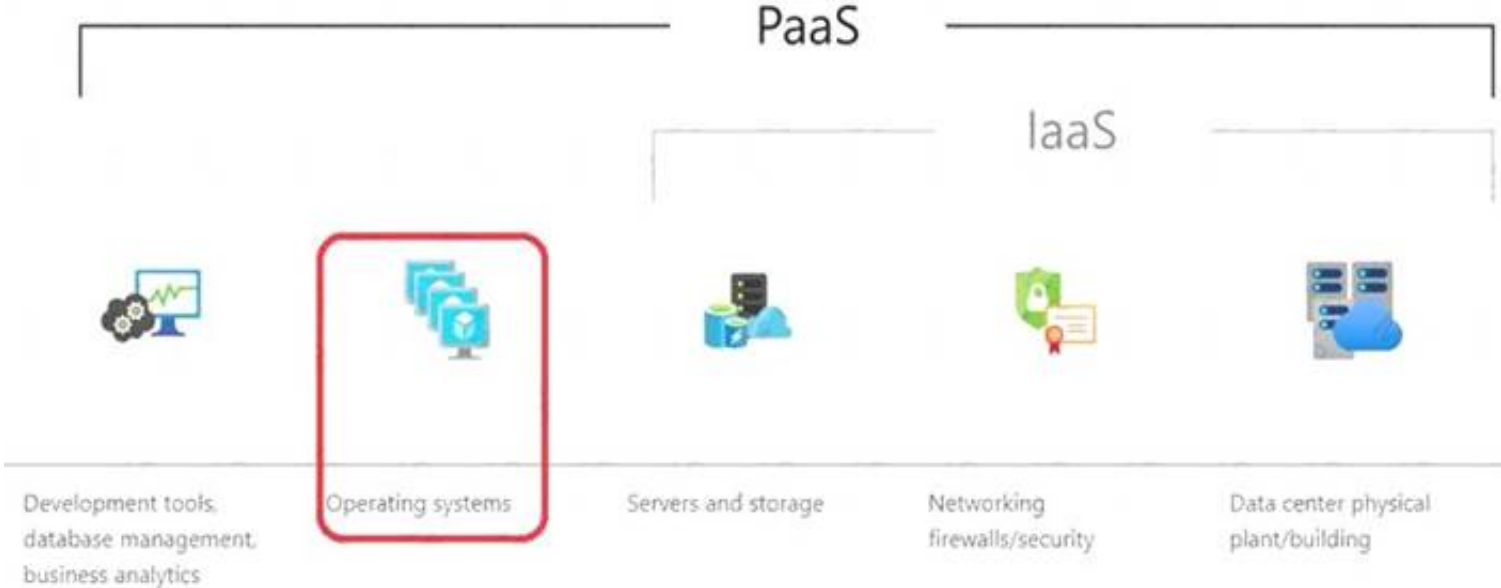 PaaS
IaaS
Development tools,
database management,
business analytics
Operating systems
Servers and storage
Networking
firewalls/security
Data center physical
plant/building